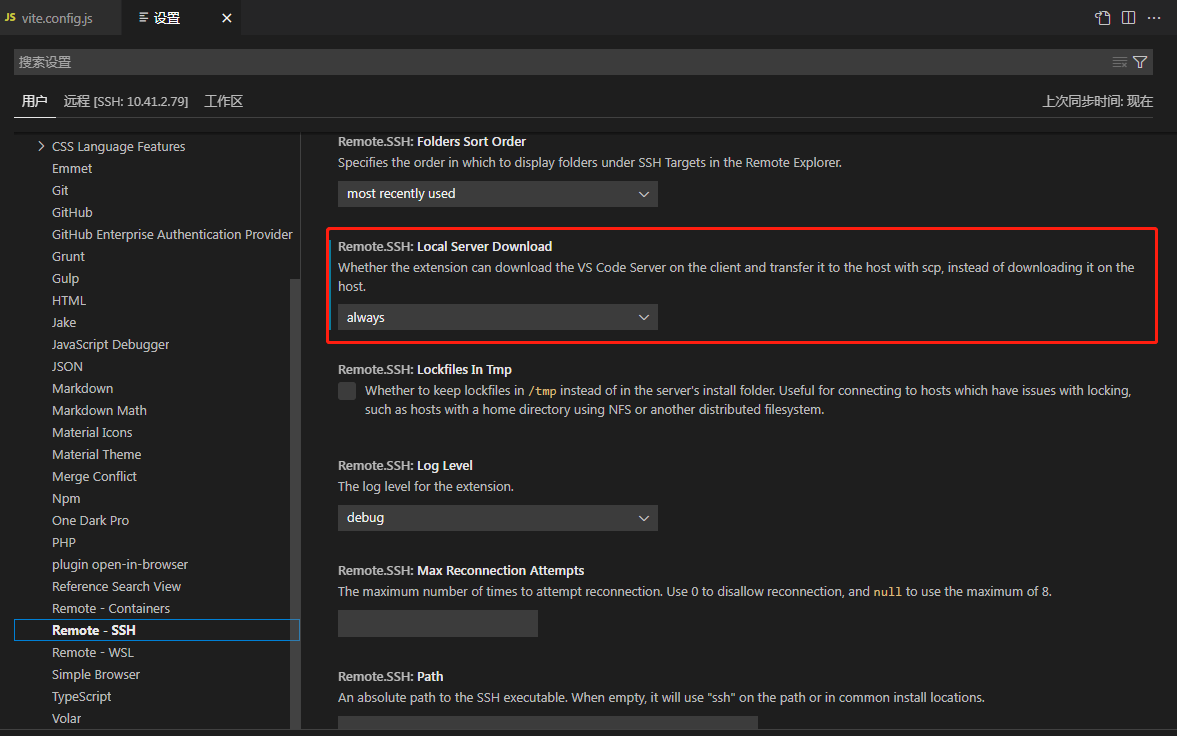 JS vite.config.js
设置
搜索设置
用户 远程 [SSH: 10.41.2.79] 工作区
上次同步时间: 现在
CSS Language Features
Emmet
Git
GitHub
GitHub Enterprise Authentication Provider
Grunt
Gulp
HTML
Jake
JavaScript Debugger
JSON
Markdown
Markdown Math
Material Icons
Material Theme
Merge Conflict
Npm
One Dark Pro
PHP
plugin open-in-browser
Reference Search View
Remote - Containers
Remote - SSH
Remote - WSL
Simple Browser
TypeScript
Volar
Remote.SSH: Folders Sort Order
Specifies the order in which to display folders under SSH Targets in the Remote Explorer.
most recently used
Remote.SSH: Local Server Download
Whether the extension can download the VS Code Server on the client and transfer it to the host with scp, instead of downloading it on the
host.
always
Remote.SSH: Lockfiles In Tmp
Whether to keep lockfiles in /tmp instead of in the server's install folder. Useful for connecting to hosts which have issues with locking,
such as hosts with a home directory using NFS or another distributed filesystem.
Remote.SSH: Log Level
The log level for the extension.
debug
Remote.SSH: Max Reconnection Attempts
The maximum number of times to attempt reconnection. Use 0 to disallow reconnection, and null to use the maximum of 8.
Remote.SSH: Path
An absolute path to the SSH executable. When empty, it will use "ssh" on the path or in common install locations.